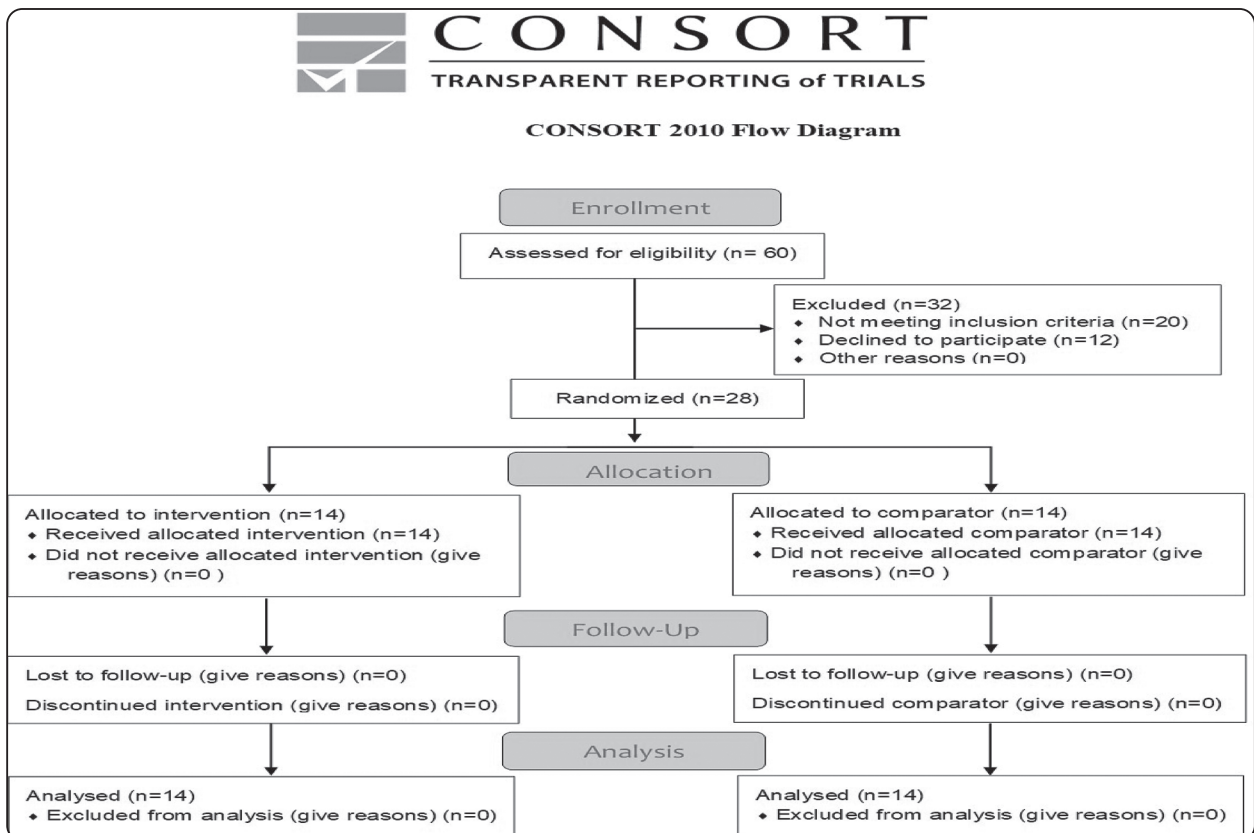 CONSORT
TRANSPARENT REPORTING of TRIALS
CONSORT 2010 Flow Diagram
Enrollment
Assessed for eligibility (n= 60)
Excluded (n=32)
⬥ Not meeting inclusion criteria (n=20)
⬥ Declined to participate (n=12)
⬥ Other reasons (n=0)
Randomized (n=28)
Allocation
Allocated to intervention (n=14)
⬥ Received allocated intervention (n=14)
⬥ Did not receive allocated intervention (give
reasons) (n=0 )
Allocated to comparator (n=14)
⬥ Received allocated comparator (n=14)
⬥ Did not receive allocated comparator (give
reasons) (n=0 )
Follow-Up
Lost to follow-up (give reasons) (n=0)
Discontinued intervention (give reasons) (n=0)
Lost to follow-up (give reasons) (n=0)
Discontinued comparator (give reasons) (n=0)
Analysis
Analysed (n=14)
⬥ Excluded from analysis (give reasons) (n=0)
Analysed (n=14)
⬥ Excluded from analysis (give reasons) (n=0)